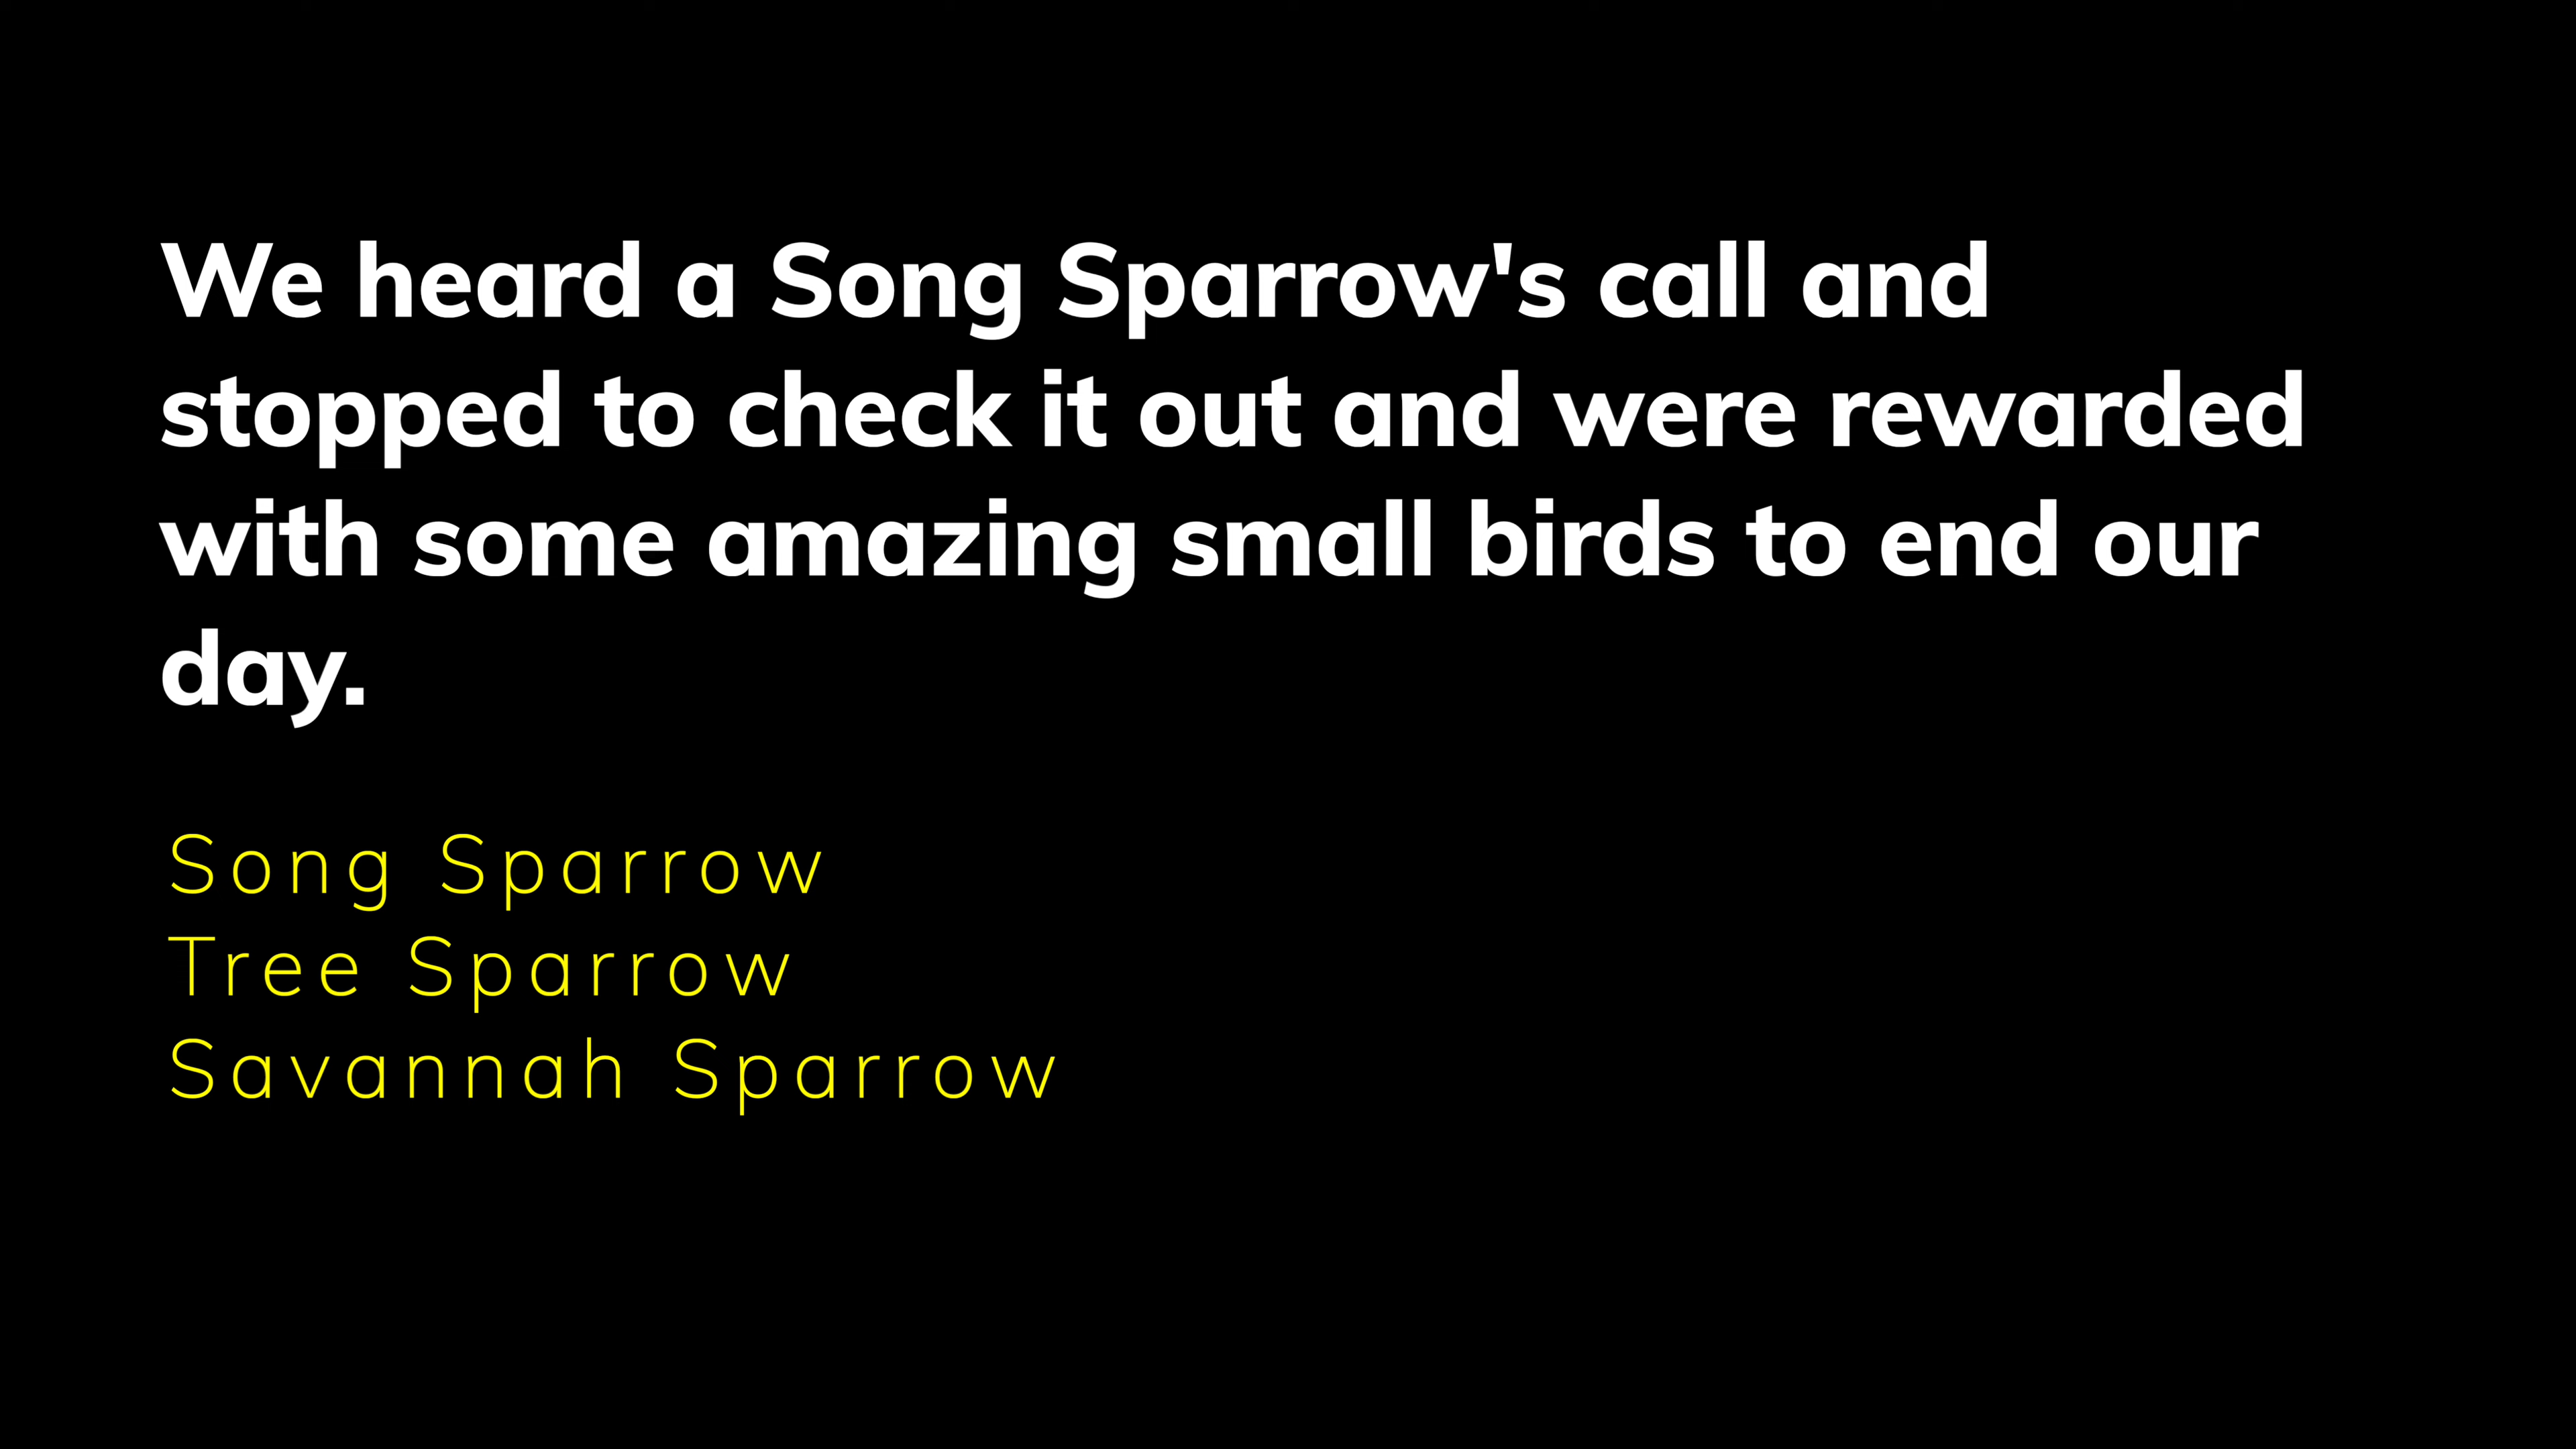 We heard a Song Sparrow's call and
stopped to check it out and were rewarded
with some amazing small birds to end our
day.
Song Sparrow
Tree Sparrow
Savannah Sparrow